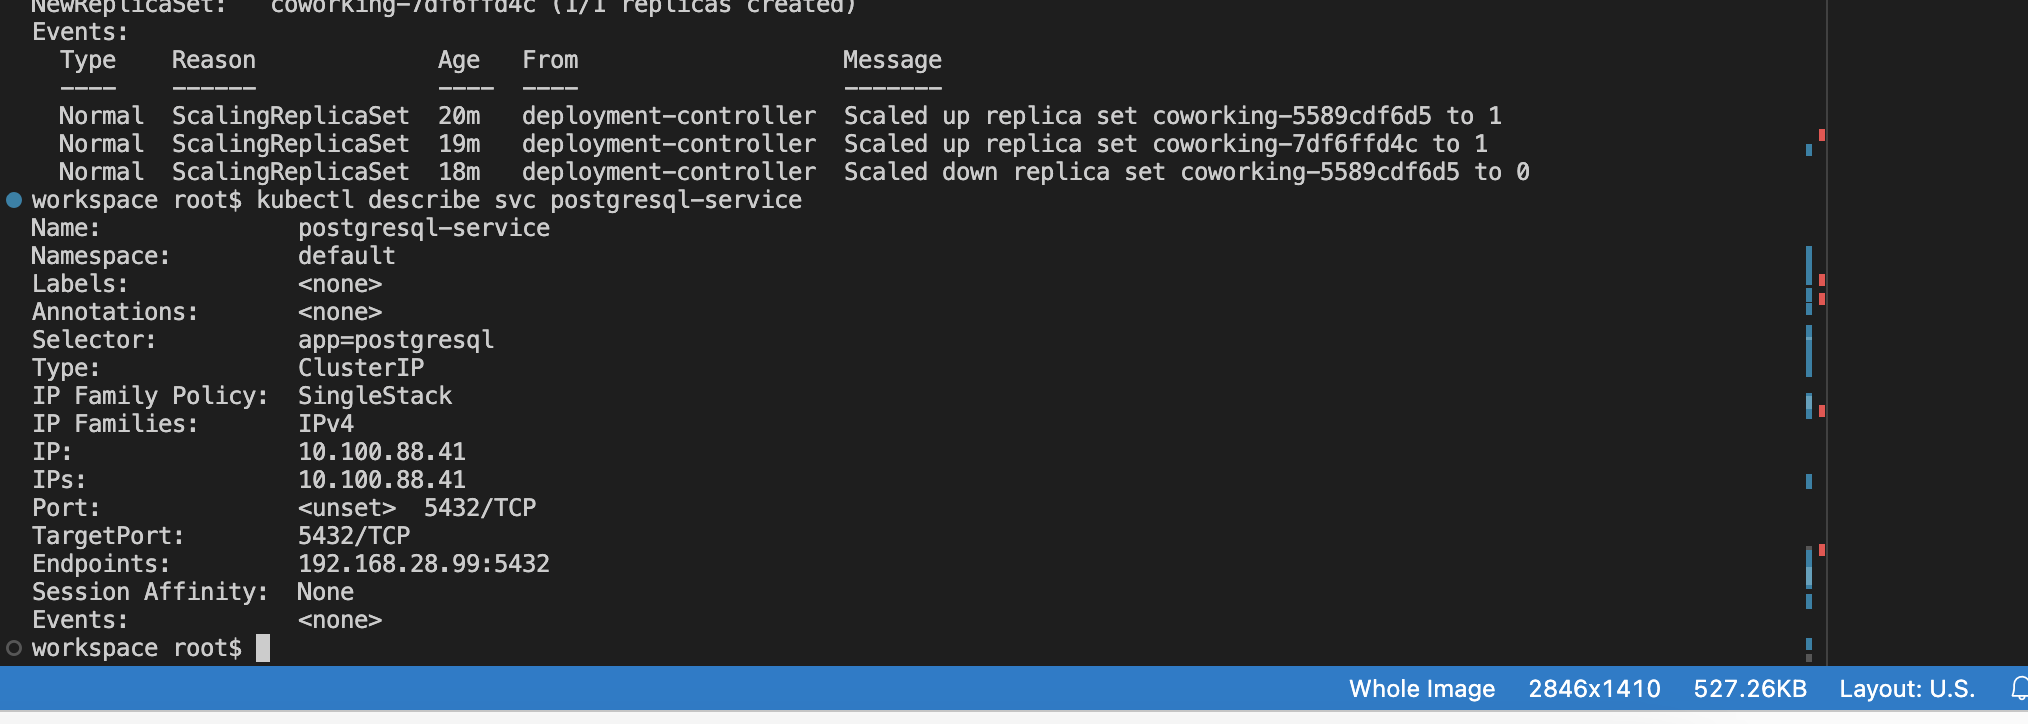 NewReplicaSet:   coworking-7df6ffd4c (1/1 replicas created)
Events:
  Type    Reason             Age   From                   Message
  ----    ------             ----  ----                   -------
  Normal  ScalingReplicaSet  20m   deployment-controller  Scaled up replica set coworking-5589cdf6d5 to 1
  Normal  ScalingReplicaSet  19m   deployment-controller  Scaled up replica set coworking-7df6ffd4c to 1
  Normal  ScalingReplicaSet  18m   deployment-controller  Scaled down replica set coworking-5589cdf6d5 to 0
workspace root$ kubectl describe svc postgresql-service
Name:              postgresql-service
Namespace:         default
Labels:            <none>
Annotations:       <none>
Selector:          app=postgresql
Type:              ClusterIP
IP Family Policy:  SingleStack
IP Families:       IPv4
IP:                10.100.88.41
IPs:               10.100.88.41
Port:              <unset>  5432/TCP
TargetPort:        5432/TCP
Endpoints:         192.168.28.99:5432
Session Affinity:  None
Events:            <none>
workspace root$
Whole Image 2846x1410 527.26KB Layout: U.S.